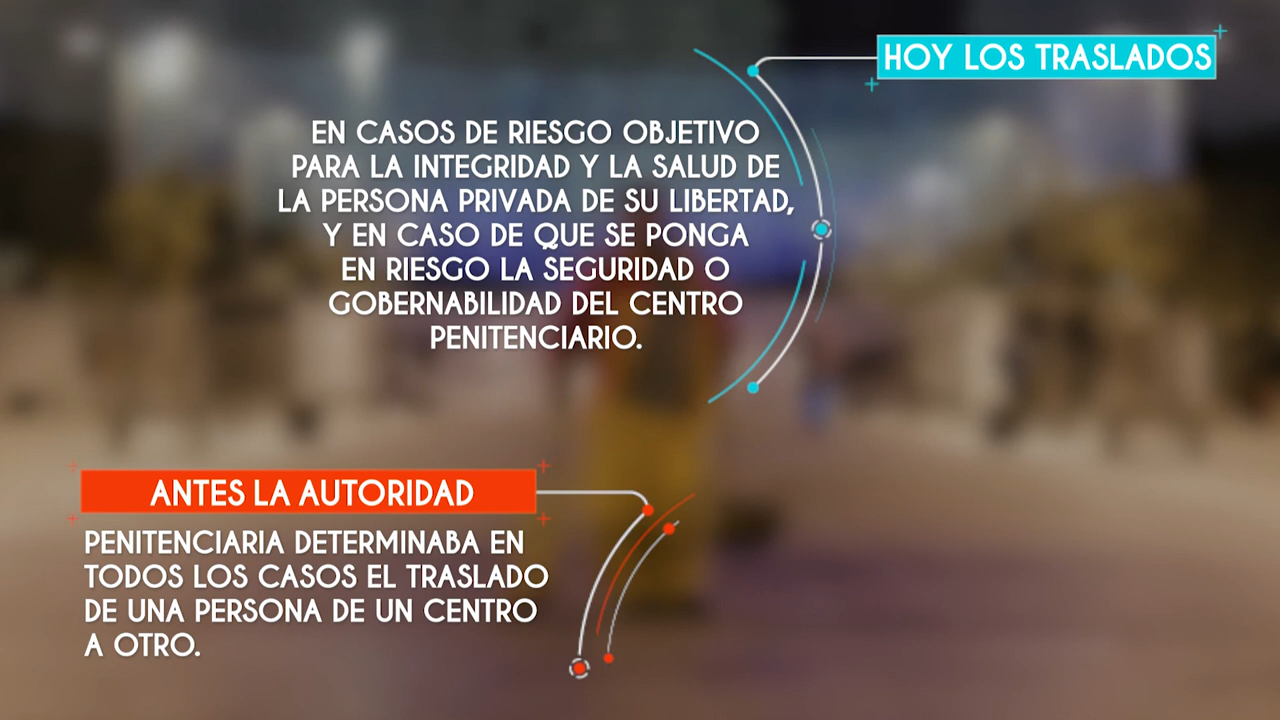 HOY LOS TRASLADOS
EN CASOS DE RIESGO OBJETIVO
PARA LA INTEGRIDAD Y LA SALUD DE
LA PERSONA PRIVADA DE SU LIBERTAD,
Y EN CASO DE QUE SE PONGA
EN RIESGO LA SEGURIDAD O
GOBERNABILIDAD DEL CENTRO
PENITENCIARIO.
ANTES LA AUTORIDAD
PENITENCIARIA DETERMINABA EN
TODOS LOS CASOS EL TRASLADO
DE UNA PERSONA DE UN CENTRO
A OTRO.